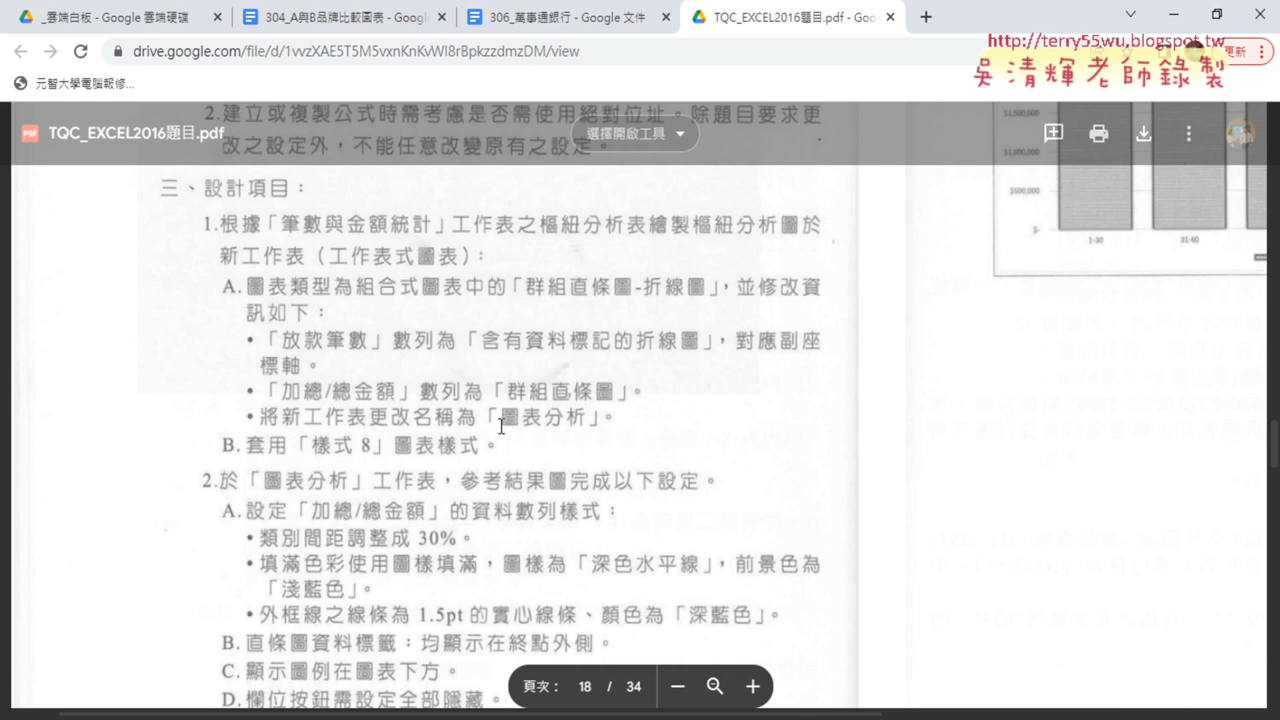 _雲端白板 - Google 雲端硬碟
304_A與B品牌比較圖表 - Google
306_萬事通銀行 - Google 文件
TQC_EXCEL2016題目.pdf - Goo
drive.google.com/file/d/1vvzXAE5T5M5vxnKnKvWl8rBpkzzdmzDM/view
http://terry55wu.blogspot.tw
更新
吳清輝老師錄製
元智大學電腦報修...
PDF
TQC_EXCEL2016題目.pdf
選擇開啟工具
2.建立或複製公式時需考慮是否需使用絕對位址。除題目要求更
改之設定外，不能任意改變原有之設定。
三、設計項目：
1.根據「筆數與金額統計」工作表之樞紐分析表繪製樞紐分析圖於
新工作表（工作表式圖表）：
A.圖表類型為組合式圖表中的「群組直條圖-折線圖」，並修改資
訊如下：
•「放款筆數」數列為「含有資料標記的折線圖」，對應副座
標軸。
•「加總/總金額」數列為「群組直條圖」。
•將新工作表更改名稱為「圖表分析」。
B.套用「樣式 8」圖表樣式。
2.於「圖表分析」工作表，參考結果圖完成以下設定。
A.設定「加總/總金額」的資料數列樣式：
•類別間距調整成 30%。
•填滿色彩使用圖樣填滿，圖樣為「深色水平線」，前景色為
「淺藍色」。
•外框線之線條為 1.5pt 的實心線條、顏色為「深藍色」。
B.直條圖資料標籤：均顯示在終點外側。
C.顯示圖例在圖表下方。
D.欄位按鈕需設定全部隱藏。
$1,500,000
$1,000,000
$500,000
$-
1-30
31-60
頁次： 18 / 34